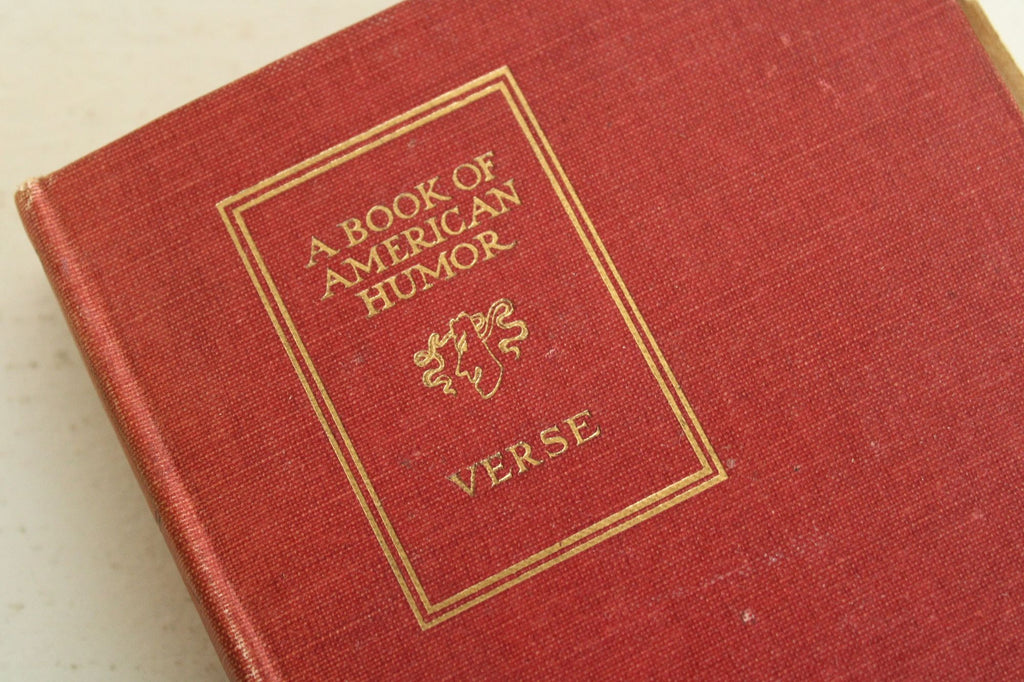 A BOOK OF
AMERICAN
HUMOR
VERSE